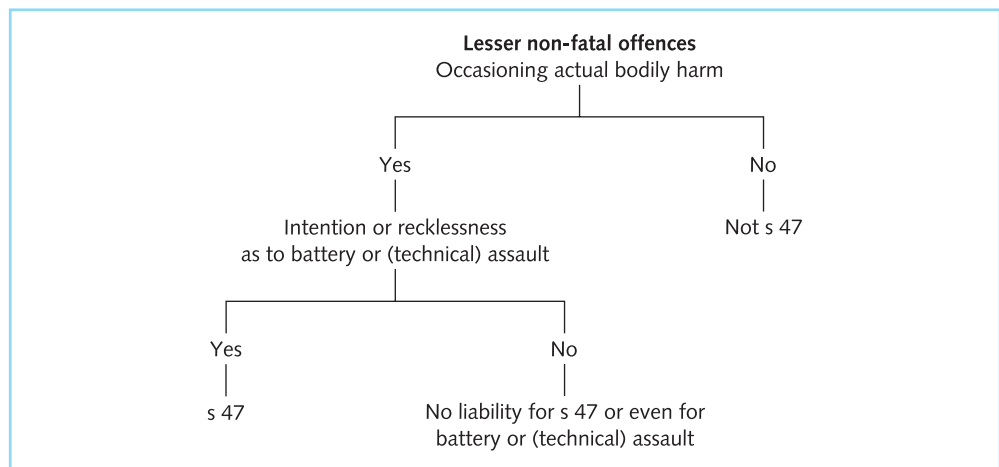 Lesser non-fatal offences
Occasioning actual bodily harm
Yes
No
Intention or recklessness
as to battery or (technical) assault
Not s 47
Yes
No
s 47
No liability for s 47 or even for
battery or (technical) assault